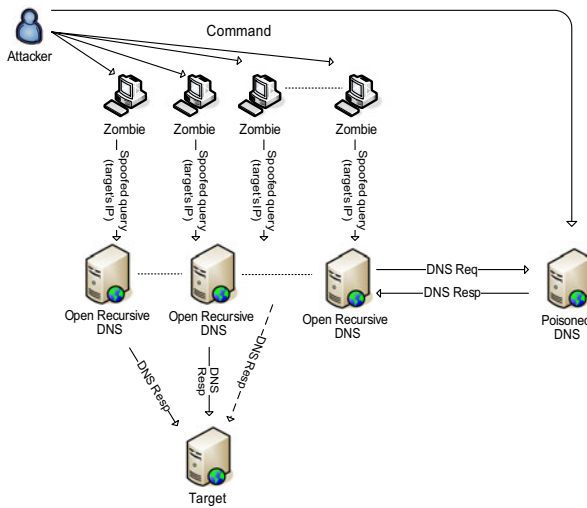 Command
Attacker
Zombie
Zombie
Zombie
Zombie
Spoofed query
(target's IP)
Spoofed query
(target's IP)
Spoofed query
(target's IP)
Spoofed query
(target's IP)
DNS Req
DNS Resp
Open Recursive
DNS
Open Recursive
DNS
Open Recursive
DNS
Poisoned
DNS
DNS Resp
DNS
Resp
DNS Resp
Target